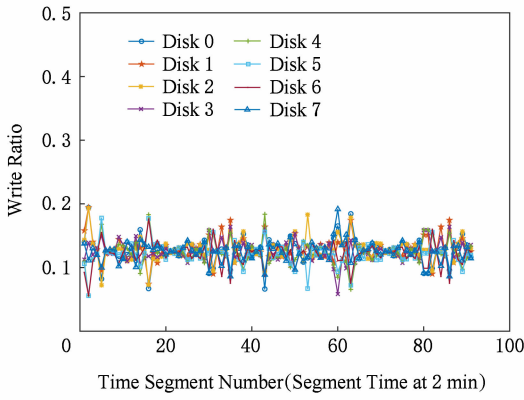 0.5
0.4
0.3
0.2
0.1
0
20
40
60
80
100
Write Ratio
Disk 0
Disk 1
Disk 2
Disk 3
Disk 4
Disk 5
Disk 6
Disk 7
Time Segment Number(Segment Time at 2 min)